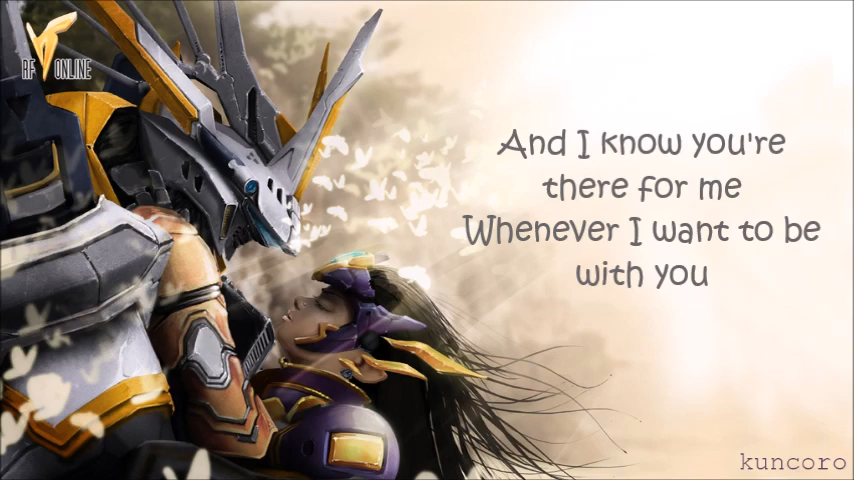 RF ONLINE
And I know you're
there for me
Whenever I want to be
with you
kuncoro